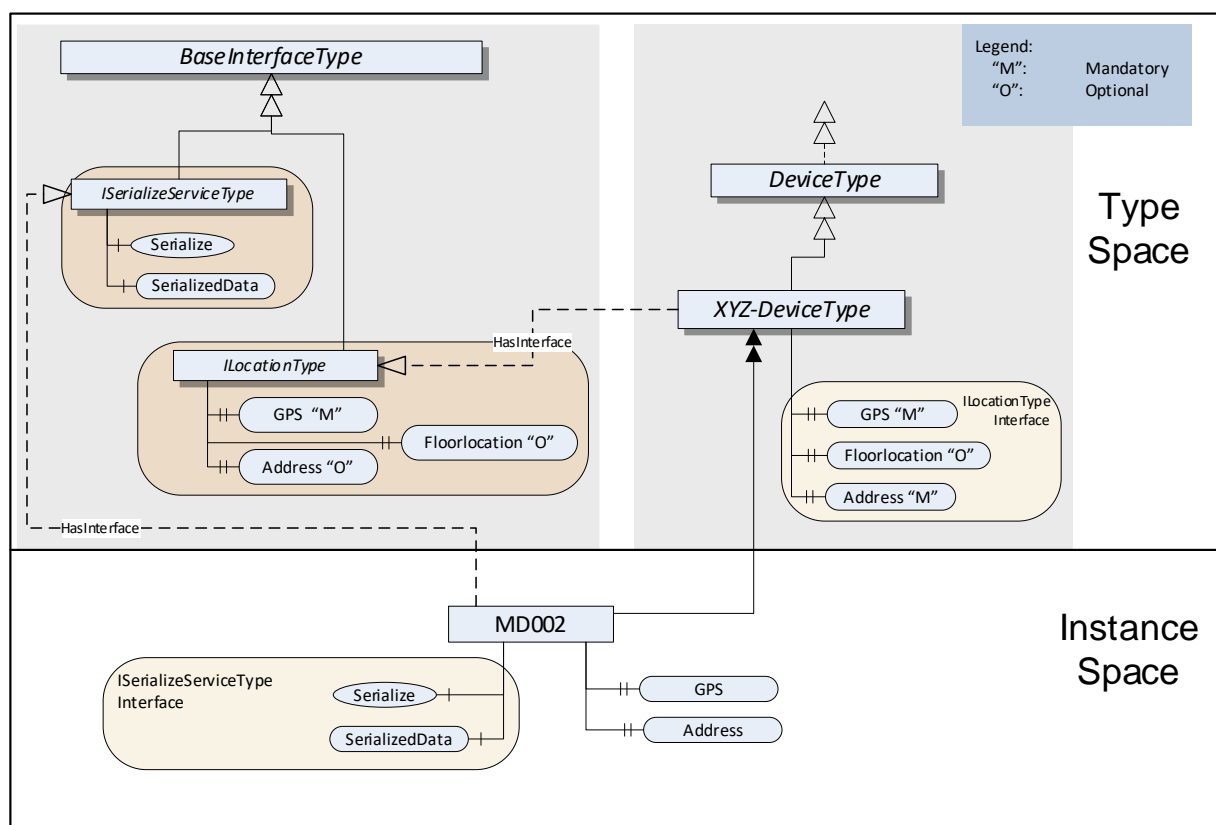 BaseInterfaceType
Legend:
“M”: Mandatory
“O”: Optional
ISerializeServiceType
Serialize
SerializedData
DeviceType
Type
Space
XYZ-DeviceType
HasInterface
ILocationType
GPS “M”
Floorlocation “O”
Address “O”
ILocationType
Interface
GPS “M”
Floorlocation “O”
Address “M”
HasInterface
MD002
Instance
Space
ISerializeServiceType
Interface
Serialize
SerializedData
GPS
Address